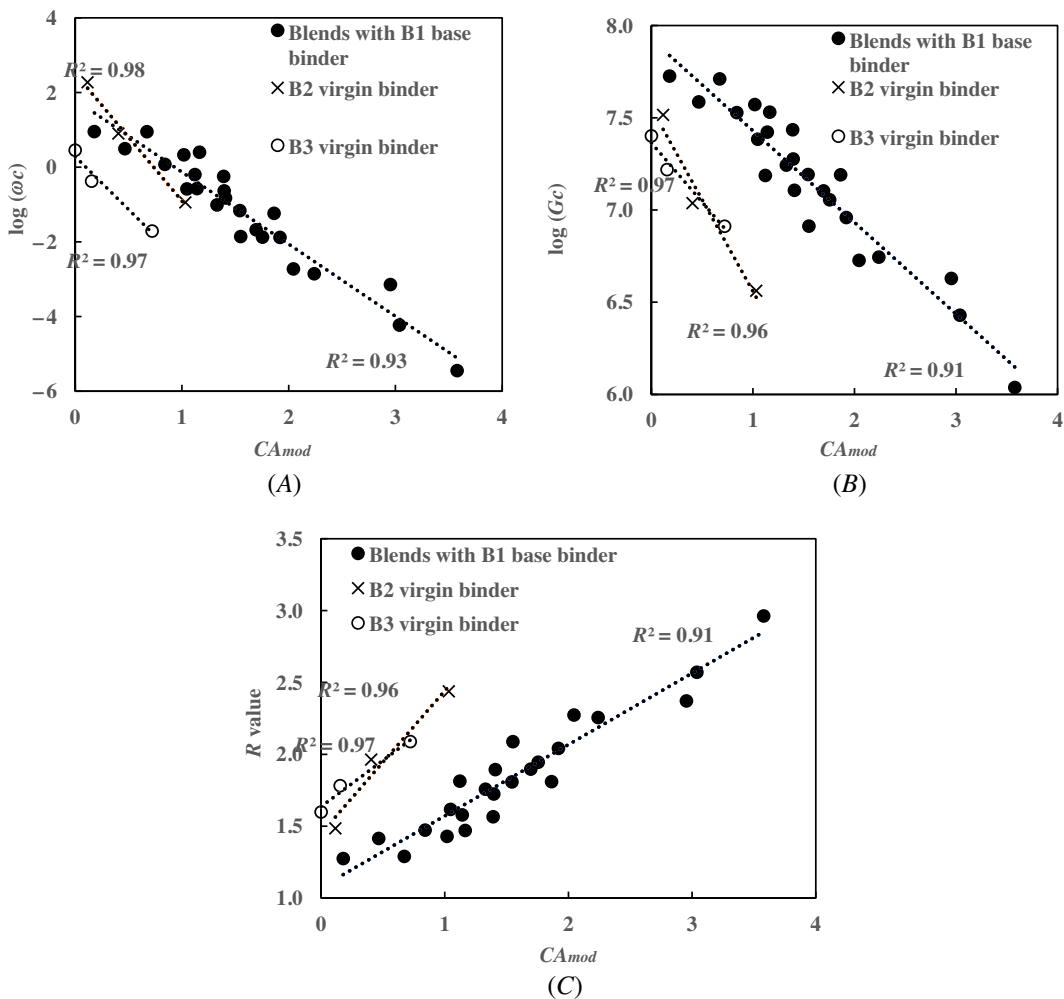 4
2
0
−2
−4
−6
log (ωc)
0 1 2 3 4
CAmod
R² = 0.98
R² = 0.97
R² = 0.93
Blends with B1 base
binder
B2 virgin binder
B3 virgin binder
(A)
8.0
7.5
7.0
6.5
6.0
log (Gc)
0 1 2 3 4
CAmod
R² = 0.97
R² = 0.96
R² = 0.91
Blends with B1 base
binder
B2 virgin binder
B3 virgin binder
(B)
3.5
3.0
2.5
2.0
1.5
1.0
R value
0 1 2 3 4
CAmod
Blends with B1 base binder
B2 virgin binder
B3 virgin binder
R² = 0.91
R² = 0.96
R² = 0.97
(C)